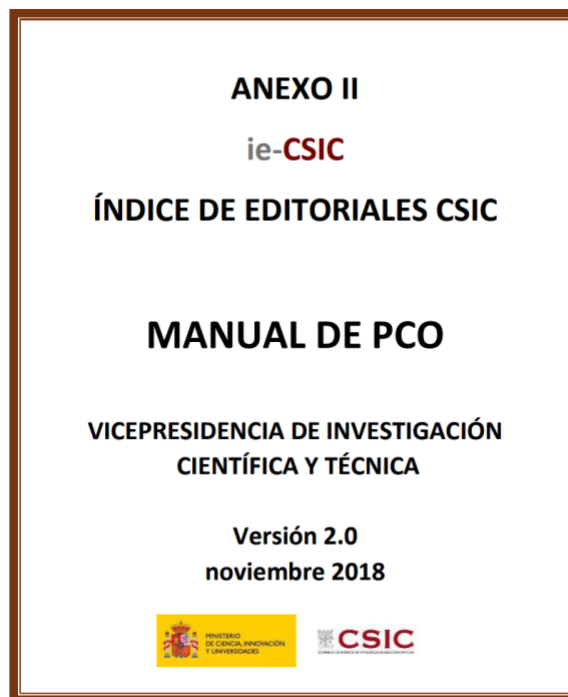 ANEXO II
ie-CSIC
ÍNDICE DE EDITORIALES CSIC
MANUAL DE PCO
VICEPRESIDENCIA DE INVESTIGACIÓN
CIENTÍFICA Y TÉCNICA
Versión 2.0
noviembre 2018
MINISTERIO
DE CIENCIA, INNOVACIÓN
Y UNIVERSIDADES
CSIC